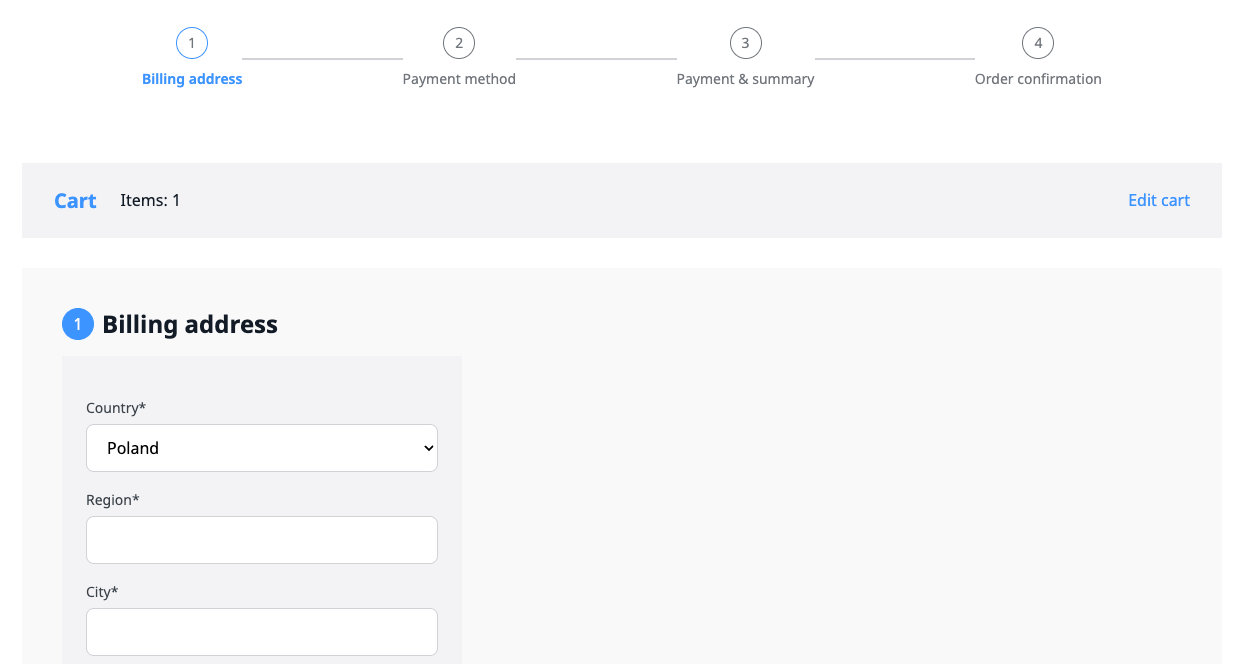 1 2 3 4
Billing address Payment method Payment & summary Order confirmation
Cart Items: 1 Edit cart
1 Billing address
Country*
Poland
Region*
City*